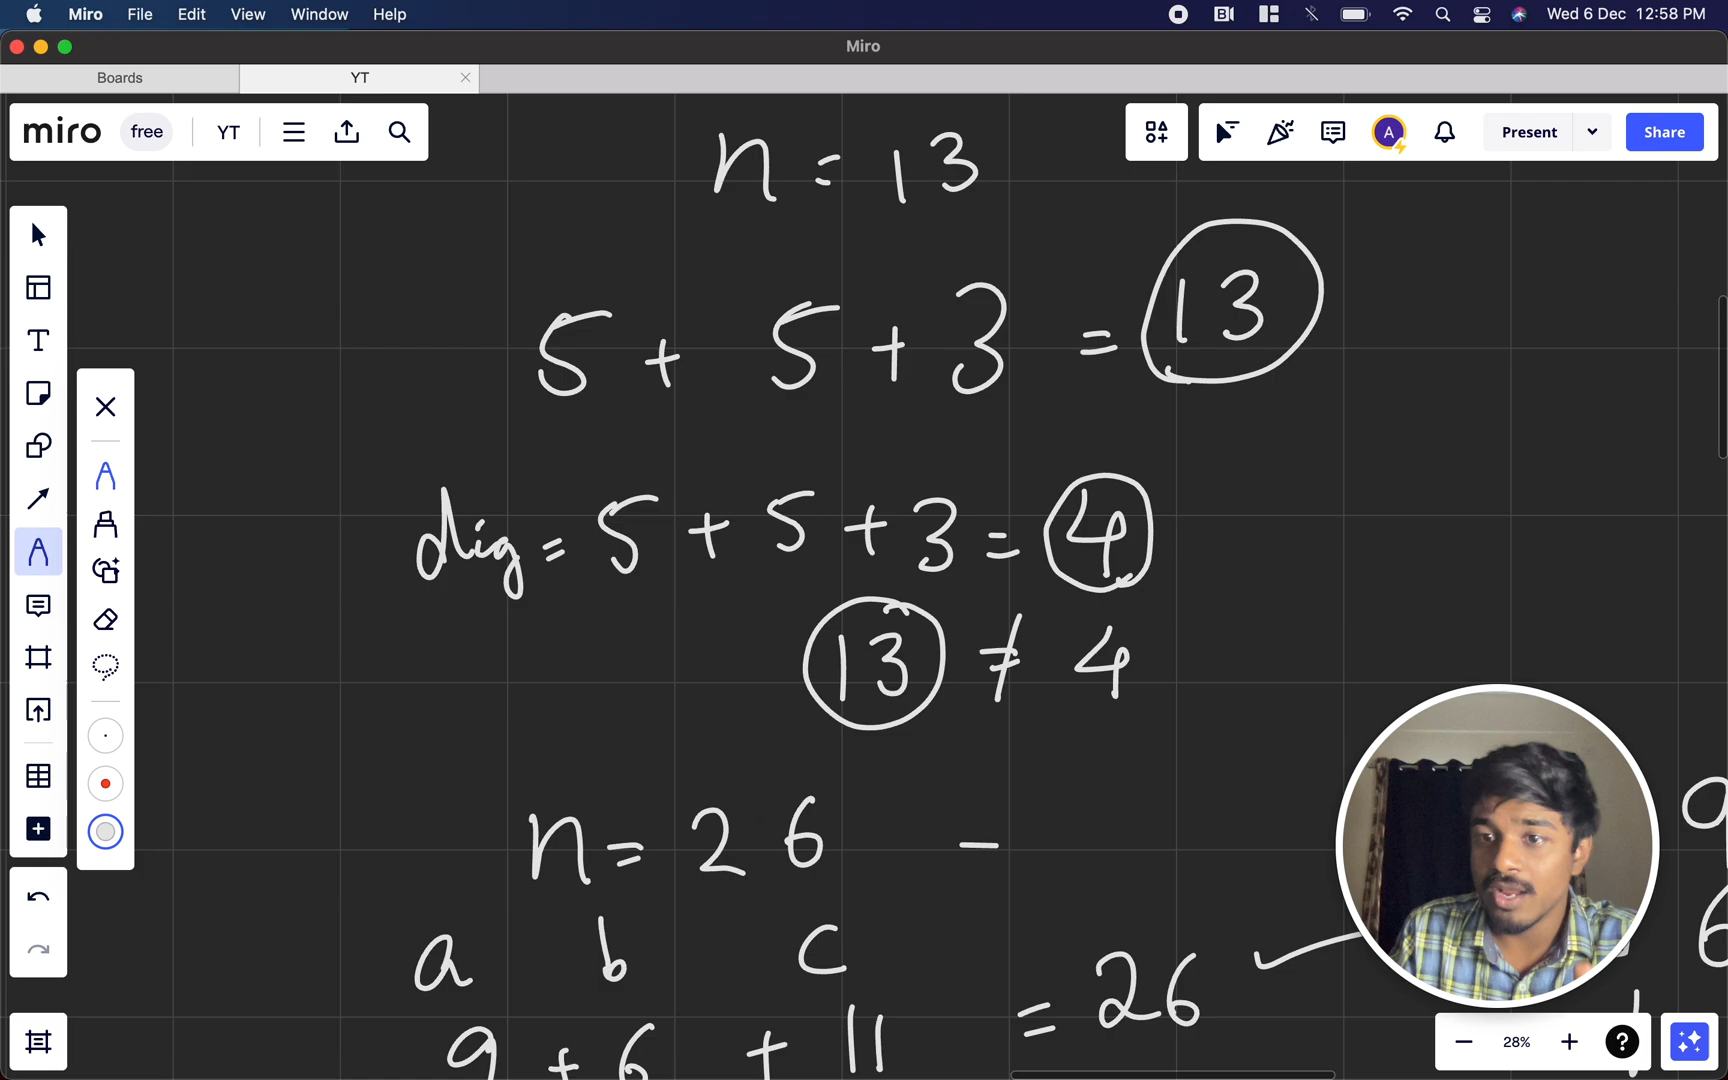 Miro File Edit View Window Help
Wed 6 Dec 12:58 PM
Miro
Boards
YT
miro free YT
Present
Share
n = 13
5 + 5 + 3 = 13
dig = 5 + 5 + 3 = 4
13 ≠ 4
n = 26 -
a b c
9 + 6 + 11 = 26
28%